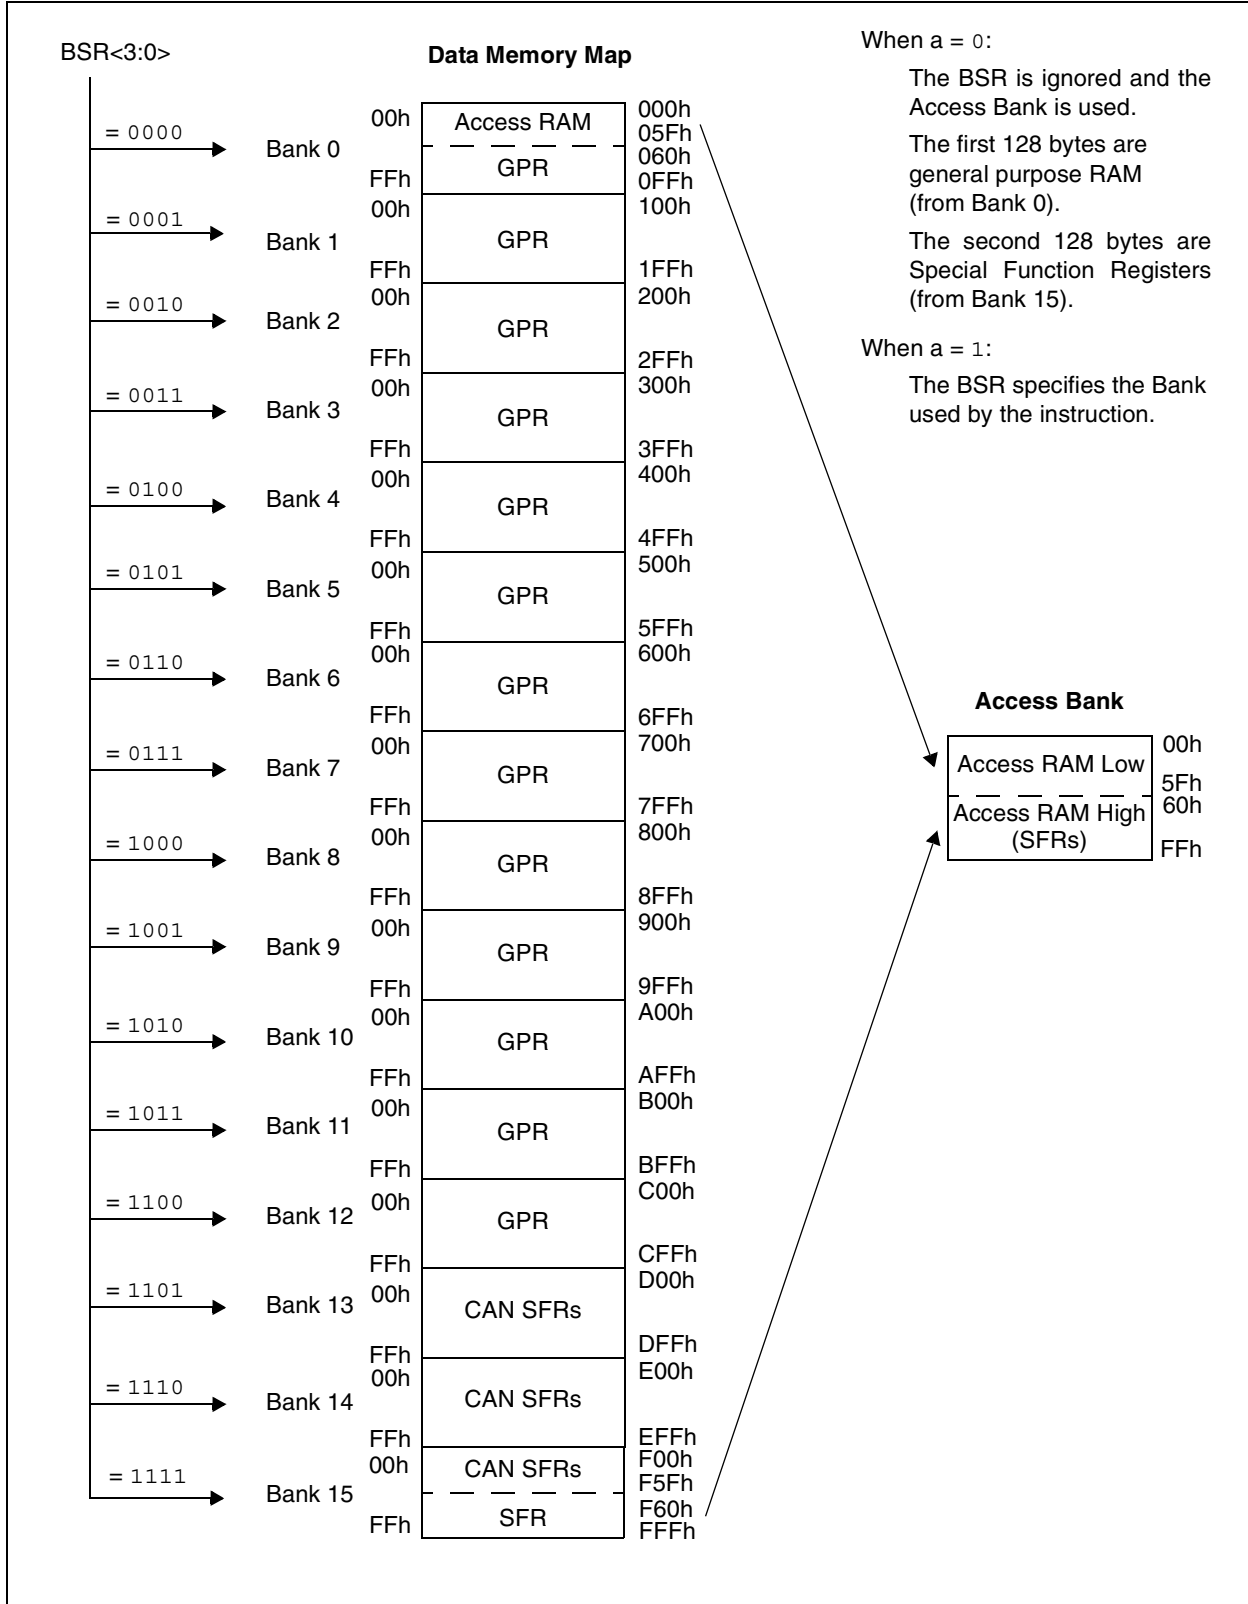 BSR<3:0>
Data Memory Map
When a = 0:
The BSR is ignored and the
Access Bank is used.
The first 128 bytes are
general purpose RAM
(from Bank 0).
The second 128 bytes are
Special Function Registers
(from Bank 15).
When a = 1:
The BSR specifies the Bank
used by the instruction.
= 0000
Bank 0
00h
Access RAM
000h
05Fh
GPR
060h
FFh
0FFh
= 0001
Bank 1
00h
GPR
100h
FFh
1FFh
= 0010
Bank 2
00h
GPR
200h
FFh
2FFh
= 0011
Bank 3
00h
GPR
300h
FFh
3FFh
= 0100
Bank 4
00h
GPR
400h
FFh
4FFh
= 0101
Bank 5
00h
GPR
500h
FFh
5FFh
= 0110
Bank 6
00h
GPR
600h
FFh
6FFh
= 0111
Bank 7
00h
GPR
700h
FFh
7FFh
= 1000
Bank 8
00h
GPR
800h
FFh
8FFh
= 1001
Bank 9
00h
GPR
900h
FFh
9FFh
= 1010
Bank 10
00h
GPR
A00h
FFh
AFFh
= 1011
Bank 11
00h
GPR
B00h
FFh
BFFh
= 1100
Bank 12
00h
GPR
C00h
FFh
CFFh
= 1101
Bank 13
00h
CAN SFRs
D00h
FFh
DFFh
= 1110
Bank 14
00h
CAN SFRs
E00h
FFh
EFFh
= 1111
Bank 15
00h
CAN SFRs
F00h
F5Fh
SFR
F60h
FFh
FFFh
Access Bank
Access RAM Low
00h
5Fh
Access RAM High
(SFRs)
60h
FFh